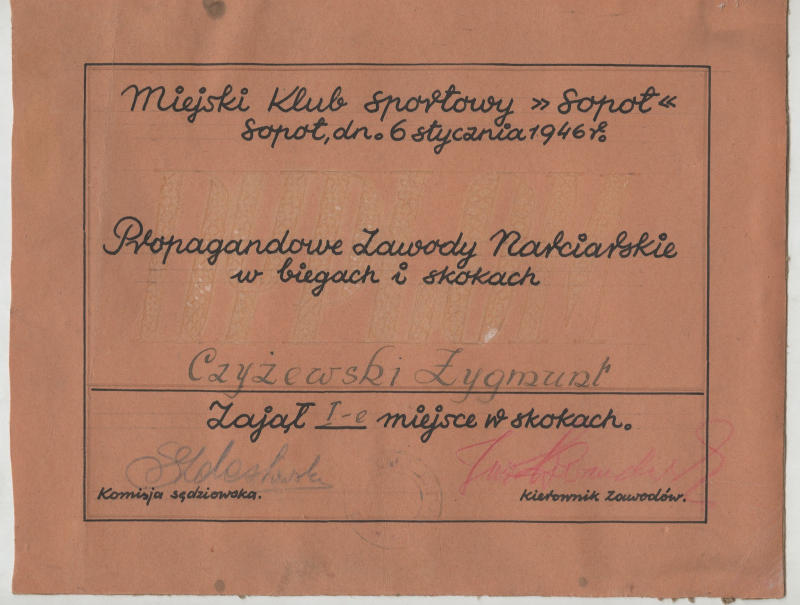 Miejski Klub sportowy » Sopot «
Sopot, dn. 6 stycznia 1946 r.
DYPLOM
Propagandowe Zawody Narciarskie
w biegach i skokach
Czyżewski Zygmunt
Zajął I-e miejsce w skokach.
Komisja sędziowska.
Kierownik Zawodów.